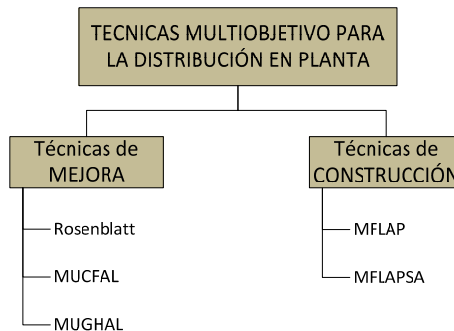 TECNICAS MULTIOBJETIVO PARA
LA DISTRIBUCIÓN EN PLANTA
Técnicas de
MEJORA
Rosenblatt
MUCFAL
MUGHAL
Técnicas de
CONSTRUCCIÓN
MFLAP
MFLAPSA